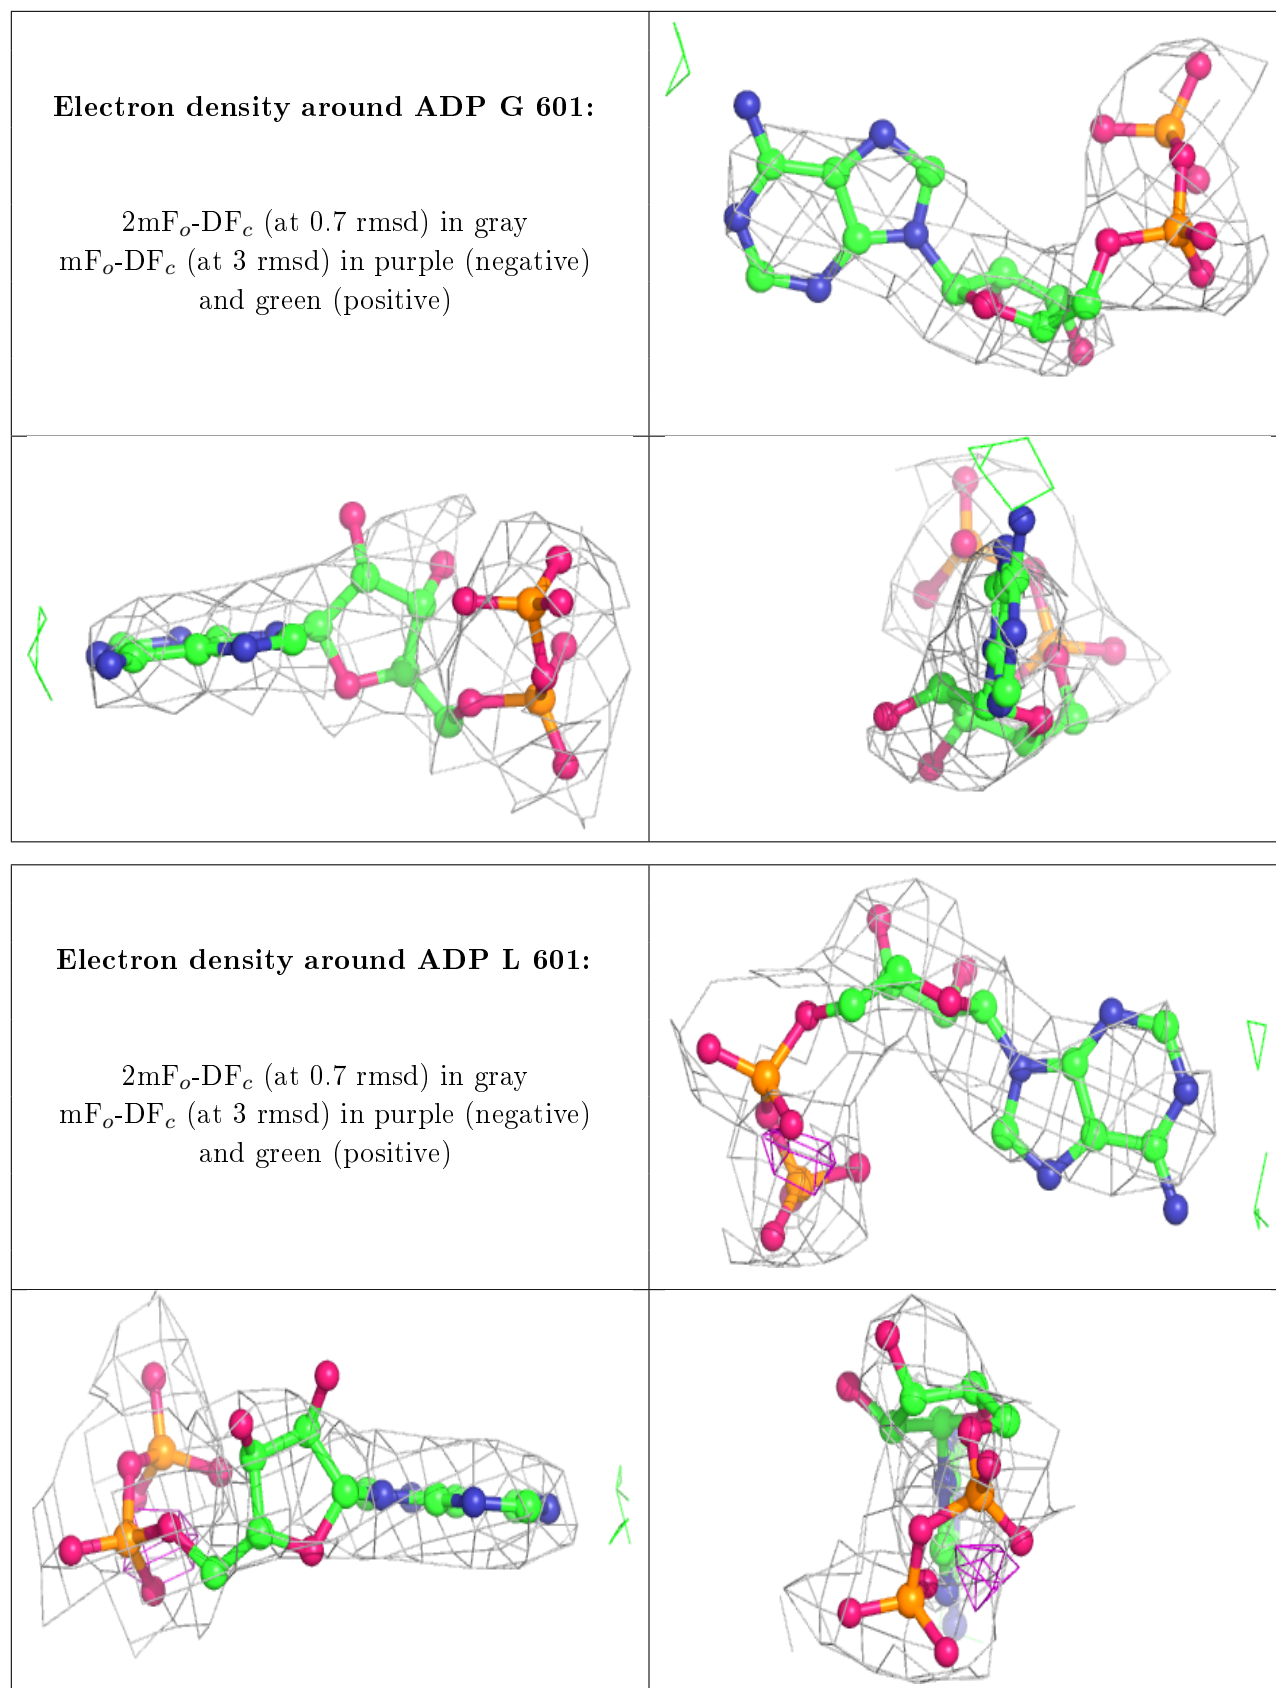 Electron density around ADP G 601:
2mFo-DFc (at 0.7 rmsd) in gray
mFo-DFc (at 3 rmsd) in purple (negative)
and green (positive)
Electron density around ADP L 601:
2mFo-DFc (at 0.7 rmsd) in gray
mFo-DFc (at 3 rmsd) in purple (negative)
and green (positive)